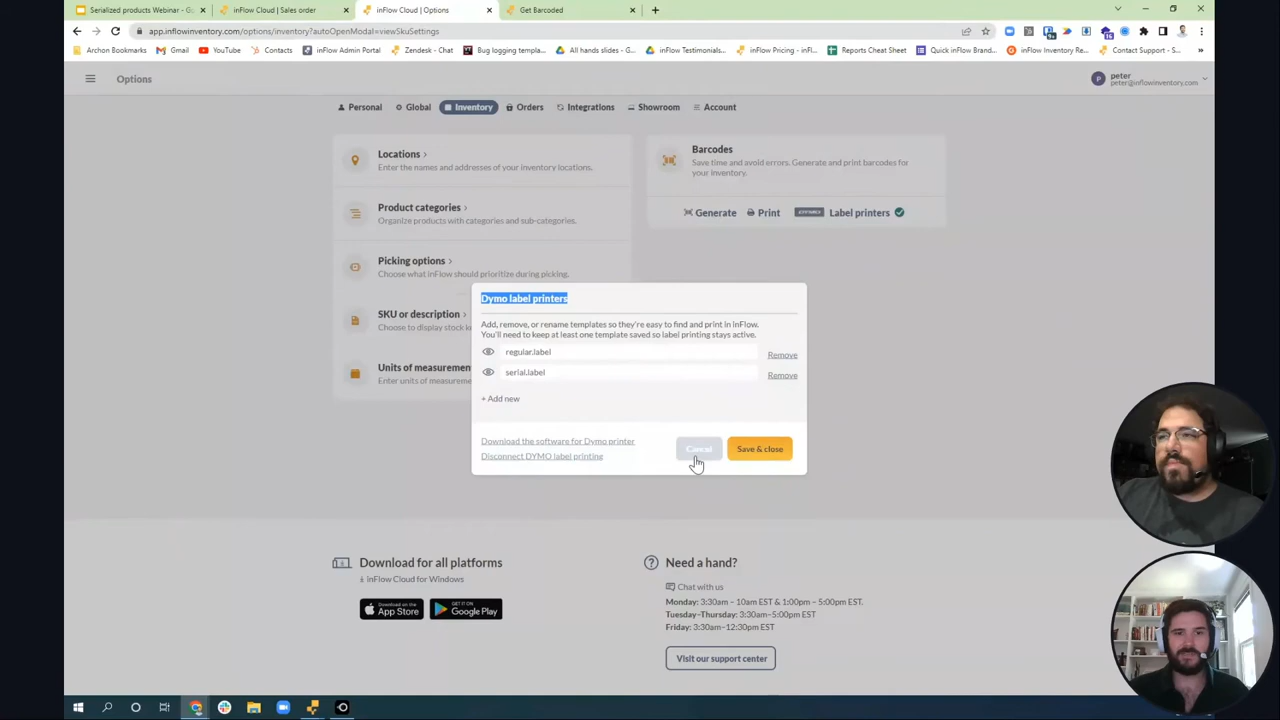 Serialized products Webinar - Go
inFlow Cloud | Sales order
inFlow Cloud | Options
Get Barcoded
app.inflowinventory.com/options/inventory?autoOpenModal=viewSkuSettings
Archon Bookmarks
Gmail
YouTube
Contacts
inFlow Admin Portal
Zendesk - Chat
Bug logging templa...
All hands slides - G...
inFlow Testimonials...
inFlow Pricing - inFl...
Reports Cheat Sheet
Quick inFlow Bran...
inFlow Inventory Re...
Contact Support - S...
Options
peter
peter@inflowinventory.com
Personal
Global
Inventory
Orders
Integrations
Showroom
Account
Locations >
Enter the names and addresses of your inventory locations.
Product categories >
Organize products with categories and sub-categories.
Picking options >
Choose what inFlow should prioritize during picking.
SKU or description >
Choose to display stock ke
Units of measuremen
Enter units of measurem
Barcodes
Save time and avoid errors. Generate and print barcodes for
your inventory.
Generate
Print
DYMO
Label printers
Dymo label printers
Add, remove, or rename templates so they're easy to find and print in inFlow.
You'll need to keep at least one template saved so label printing stays active.
regular.label
Remove
serial.label
Remove
+ Add new
Download the software for Dymo printer
Disconnect DYMO label printing
Cancel
Save & close
Download for all platforms
inFlow Cloud for Windows
Download on the
App Store
GET IT ON
Google Play
Need a hand?
Chat with us
Monday: 3:30am – 10am EST & 1:00pm – 5:00pm EST.
Tuesday–Thursday: 3:30am–5:00pm EST
Friday: 3:30am–12:30pm EST
Visit our support center